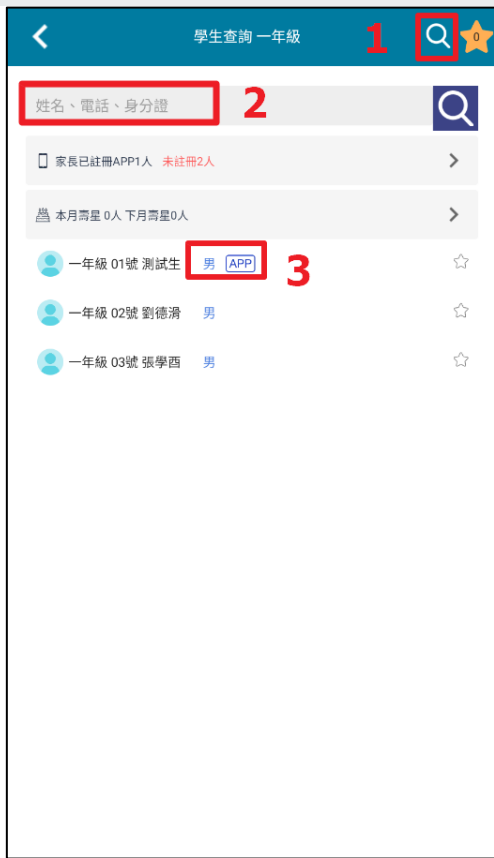 學生查詢 一年級 1 0
姓名、電話、身分證 2
家長已註冊APP1人 未註冊2人
本月壽星 0人 下月壽星0人
一年級 01號 測試生 男 APP 3
一年級 02號 劉德滑 男
一年級 03號 張學酉 男